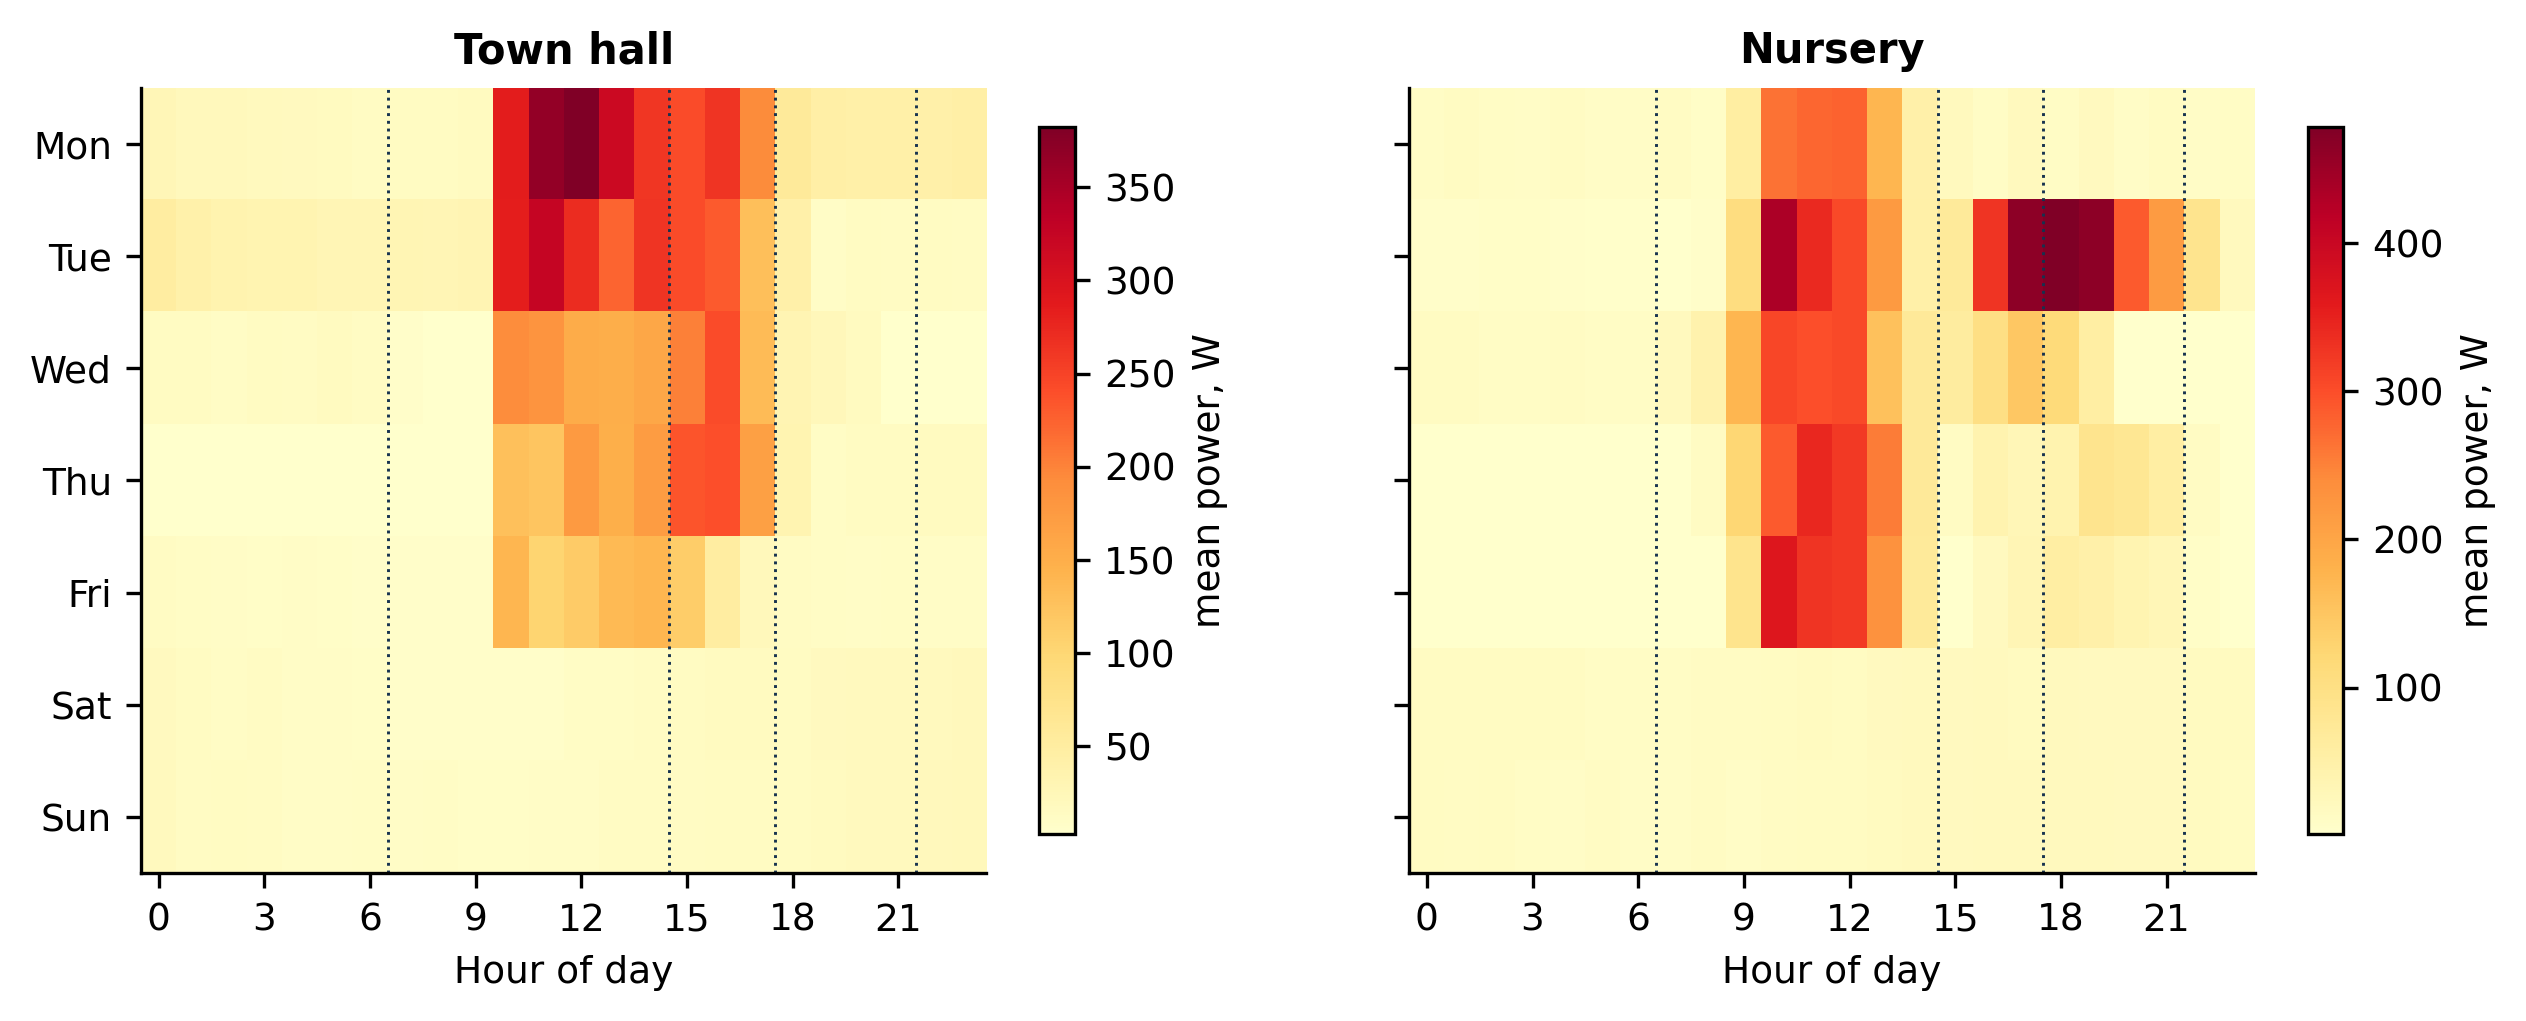 Town hall
Nursery
Mon
Tue
Wed
Thu
Fri
Sat
Sun
0 3 6 9 12 15 18 21
Hour of day
350
300
250
200
150
100
50
mean power, W
0 3 6 9 12 15 18 21
Hour of day
400
300
200
100
mean power, W